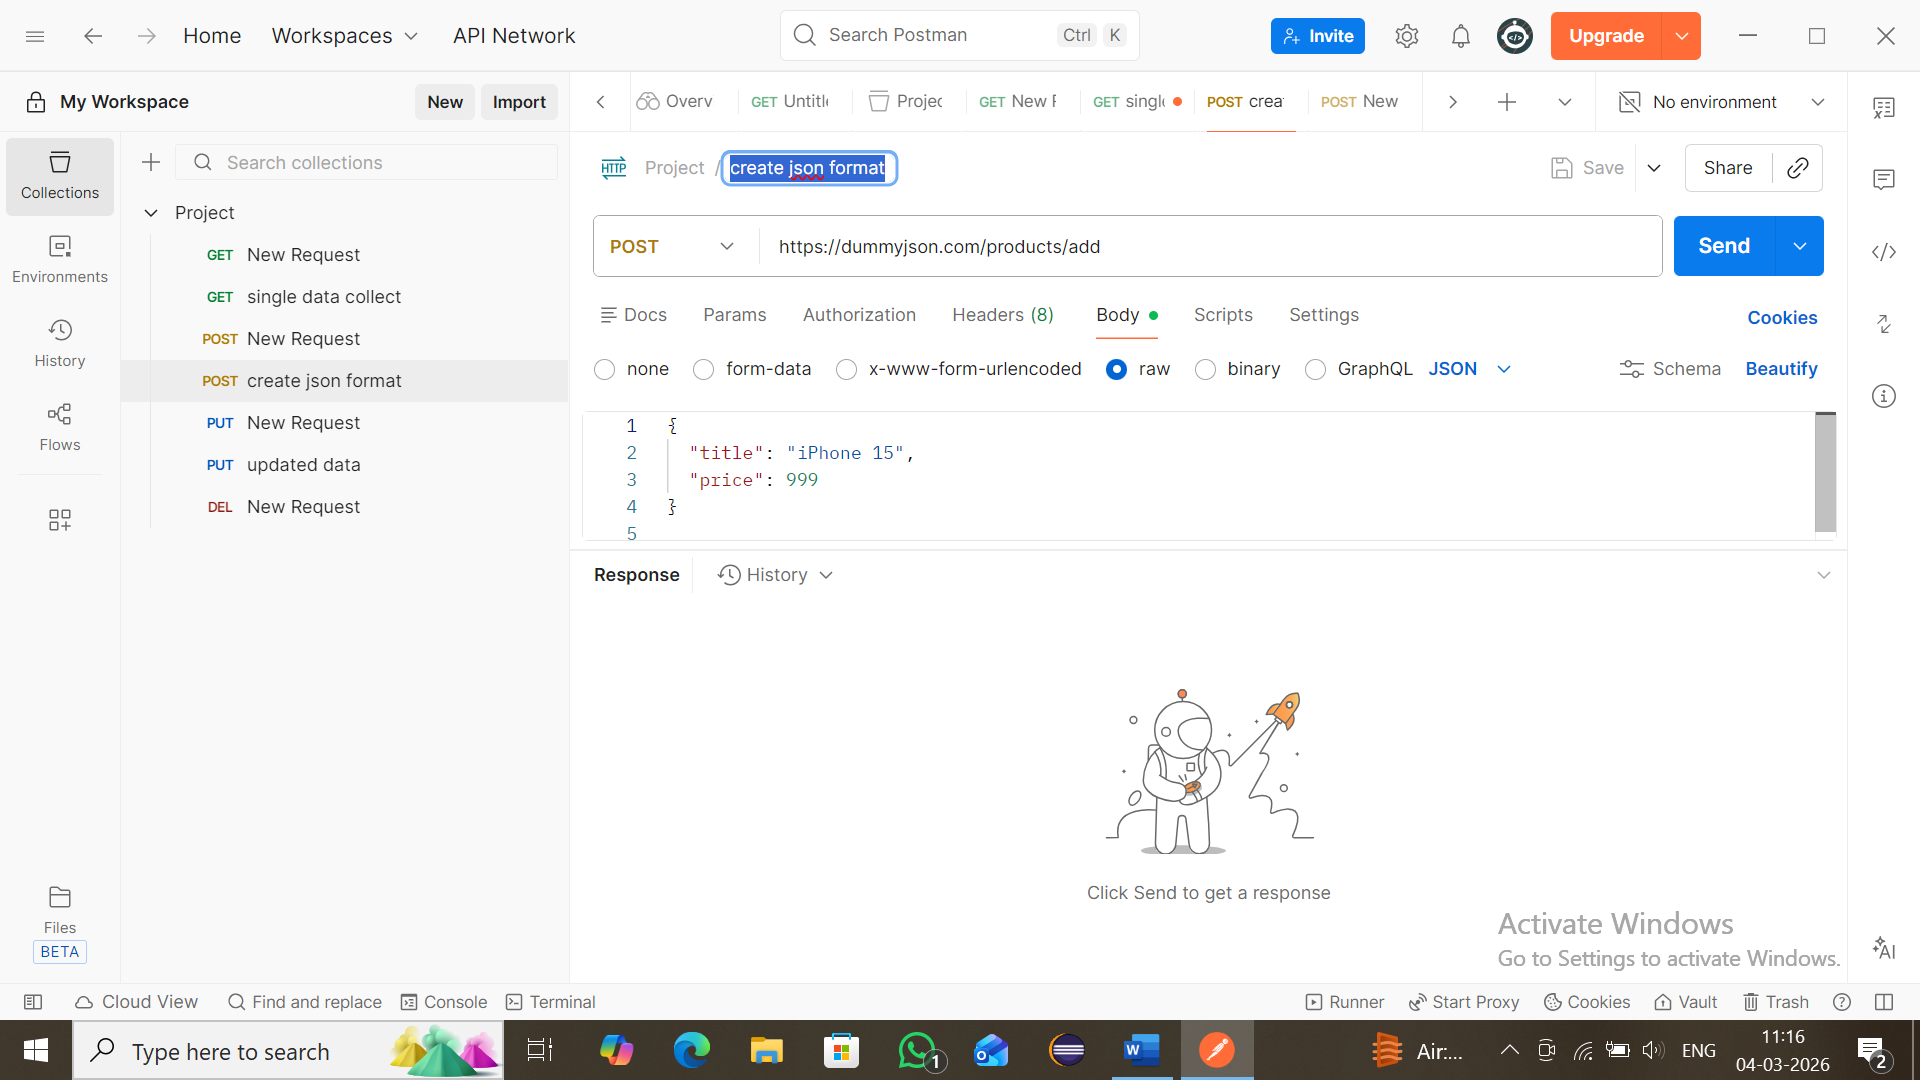 Home
Workspaces
API Network
Search Postman
Ctrl K
Invite
Upgrade
My Workspace
New
Import
Overv
GET Untitl
Projec
GET New F
GET singl
POST crea
POST New
No environment
Collections
Environments
History
Flows
Files
BETA
Search collections
Project
GET New Request
GET single data collect
POST New Request
POST create json format
PUT New Request
PUT updated data
DEL New Request
HTTP Project / create json format
Save
Share
POST
https://dummyjson.com/products/add
Send
Docs
Params
Authorization
Headers (8)
Body
Scripts
Settings
Cookies
none
form-data
x-www-form-urlencoded
raw
binary
GraphQL
JSON
Schema
Beautify
1 {
2 "title": "iPhone 15",
3 "price": 999
4 }
5
Response
History
Click Send to get a response
Activate Windows
Go to Settings to activate Windows.
AI
Cloud View
Find and replace
Console
Terminal
Runner
Start Proxy
Cookies
Vault
Trash
Type here to search
1
Air:...
ENG
11:16
04-03-2026
2